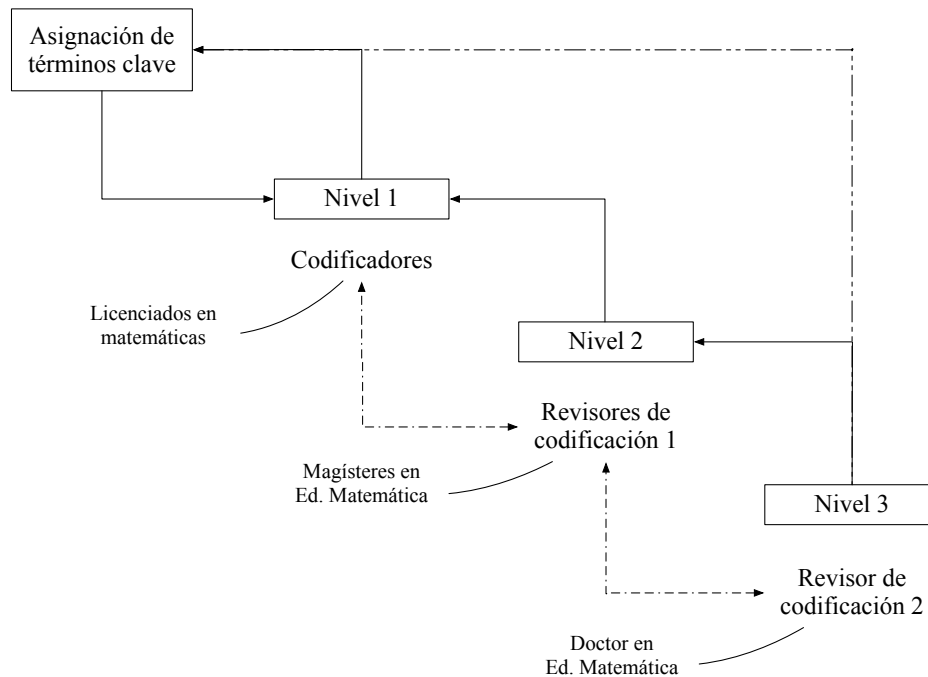 Asignación de
términos clave
Nivel 1
Codificadores
Licenciados en
matemáticas
Nivel 2
Revisores de
codificación 1
Magísteres en
Ed. Matemática
Nivel 3
Revisor de
codificación 2
Doctor en
Ed. Matemática